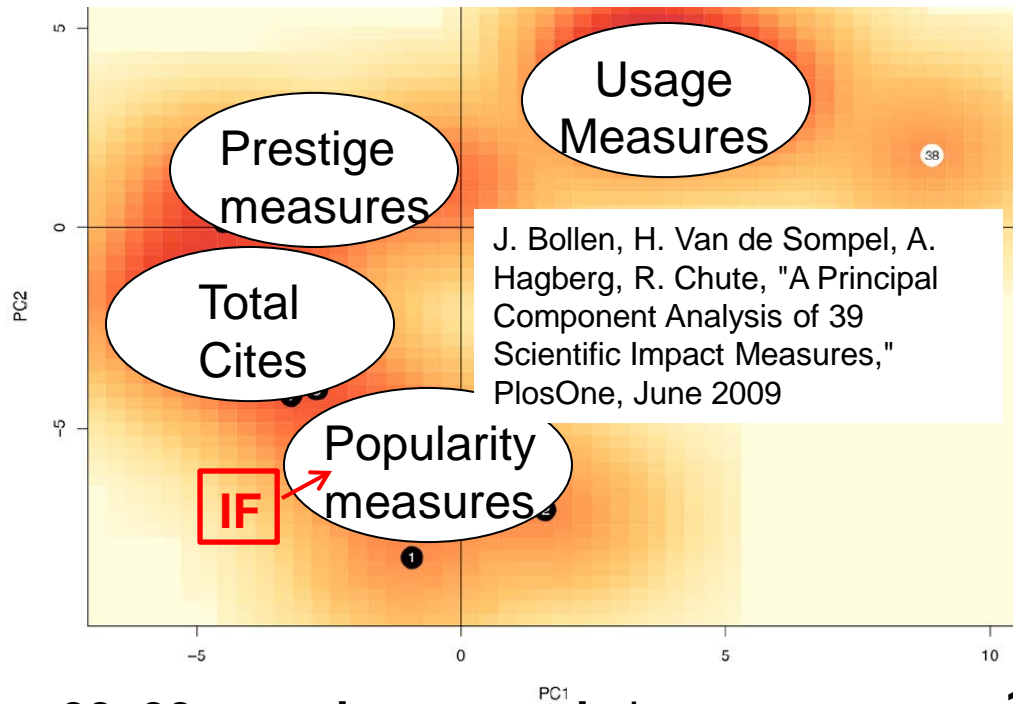 5
Usage
Measures
Prestige
measures
38
0
J. Bollen, H. Van de Sompel, A.
Hagberg, R. Chute, "A Principal
Component Analysis of 39
Scientific Impact Measures,"
PlosOne, June 2009
PC2
Total
Cites
-5
Popularity
measures
IF
1
-5
0
5
10
PC1